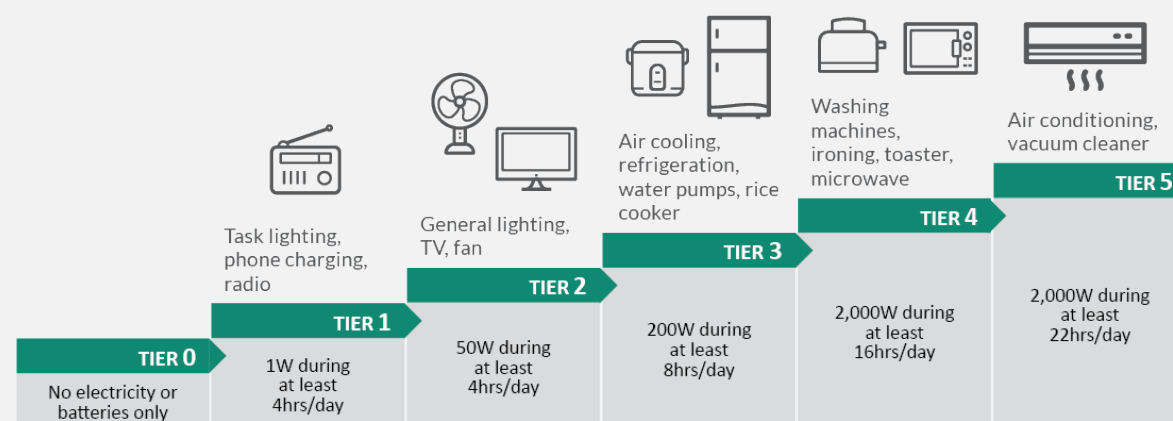 No electricity or
batteries only
TIER 0
Task lighting,
phone charging,
radio
TIER 1
1W during
at least
4hrs/day
General lighting,
TV, fan
TIER 2
50W during
at least
4hrs/day
Air cooling,
refrigeration,
water pumps, rice
cooker
TIER 3
200W during
at least
8hrs/day
Washing
machines,
ironing, toaster,
microwave
TIER 4
2,000W during
at least
16hrs/day
Air conditioning,
vacuum cleaner
TIER 5
2,000W during
at least
22hrs/day